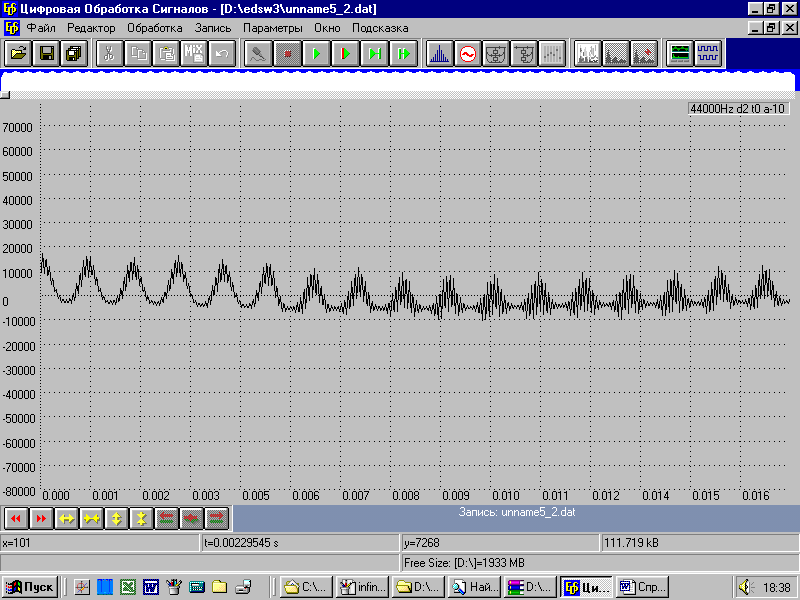 Цифровая Обработка Сигналов - [D:\edsw3\unname5_2.dat]
Файл Редактор Обработка Запись Параметры Окно Подсказка
MiX
44000Hz d2 t0 a-10
70000
60000
50000
40000
30000
20000
10000
0
-10000
-20000
-30000
-40000
-50000
-60000
-70000
-80000
0.000 0.001 0.002 0.003 0.005 0.006 0.007 0.008 0.009 0.010 0.011 0.012 0.014 0.015 0.016
Запись: unname5_2.dat
x=101 t=0.00229545 s y=7268 111.719 kB
Free Size: [D:\]=1933 MB
Пуск C:\... infin... D:\... Най... D:\... Ци... Спр... 18:38